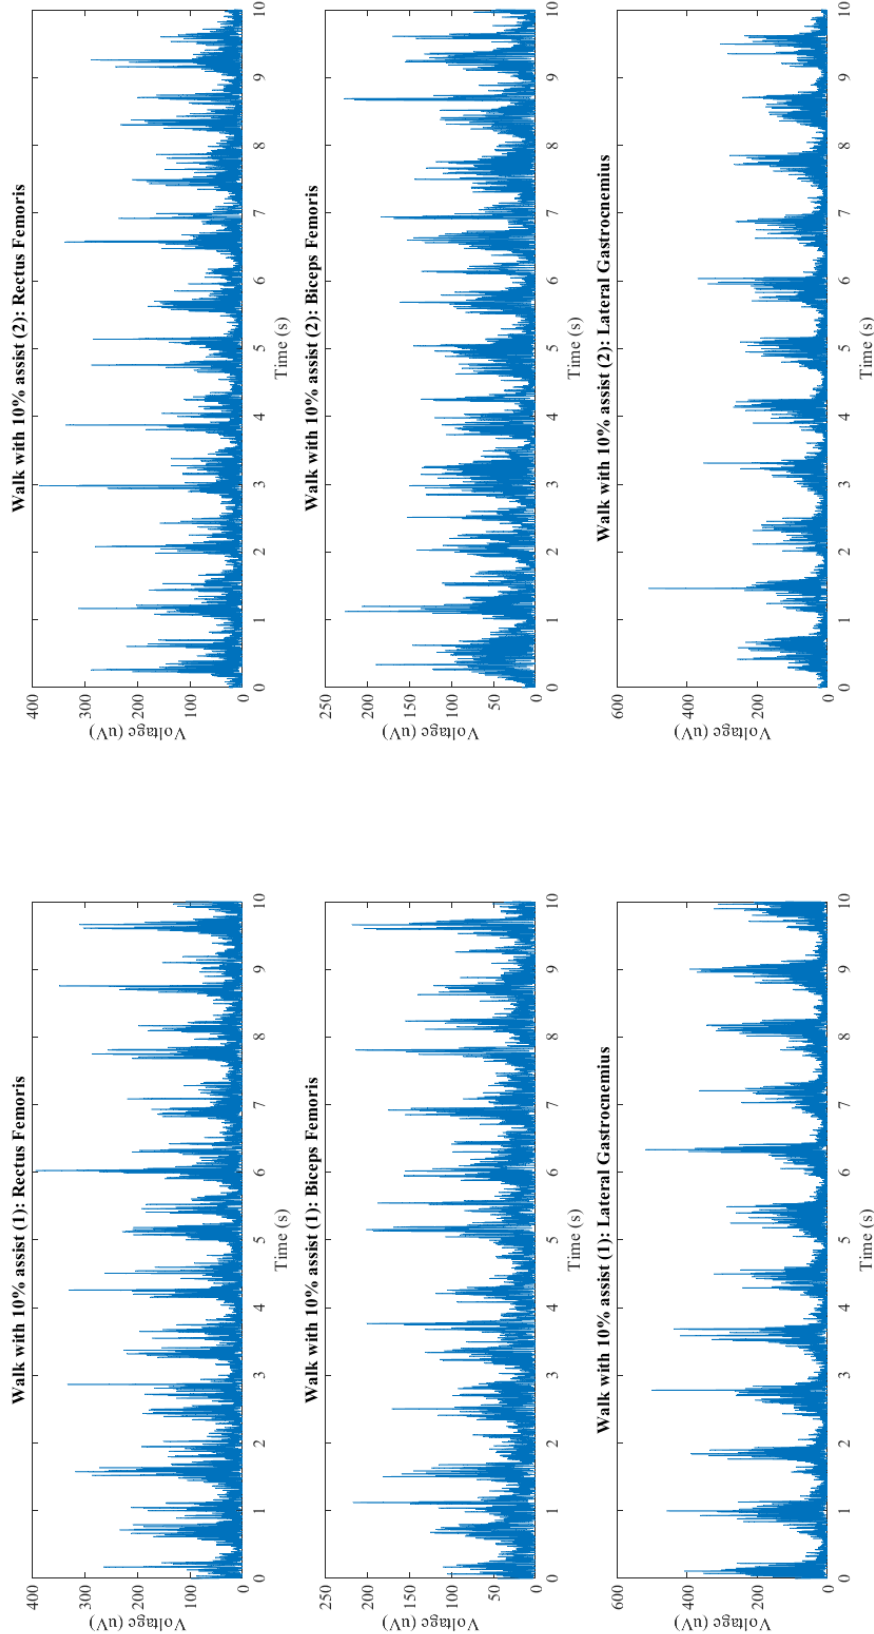 Walk with 10% assist (1): Rectus Femoris
Voltage (uV)
400
300
200
100
0
0 1 2 3 4 5 6 7 8 9 10
Time (s)
Walk with 10% assist (2): Rectus Femoris
Voltage (uV)
400
300
200
100
0
0 1 2 3 4 5 6 7 8 9 10
Time (s)
Walk with 10% assist (1): Biceps Femoris
Voltage (uV)
250
200
150
100
50
0
0 1 2 3 4 5 6 7 8 9 10
Time (s)
Walk with 10% assist (2): Biceps Femoris
Voltage (uV)
250
200
150
100
50
0
0 1 2 3 4 5 6 7 8 9 10
Time (s)
Walk with 10% assist (1): Lateral Gastrocnemius
Voltage (uV)
600
400
200
0
0 1 2 3 4 5 6 7 8 9 10
Time (s)
Walk with 10% assist (2): Lateral Gastrocnemius
Voltage (uV)
600
400
200
0
0 1 2 3 4 5 6 7 8 9 10
Time (s)